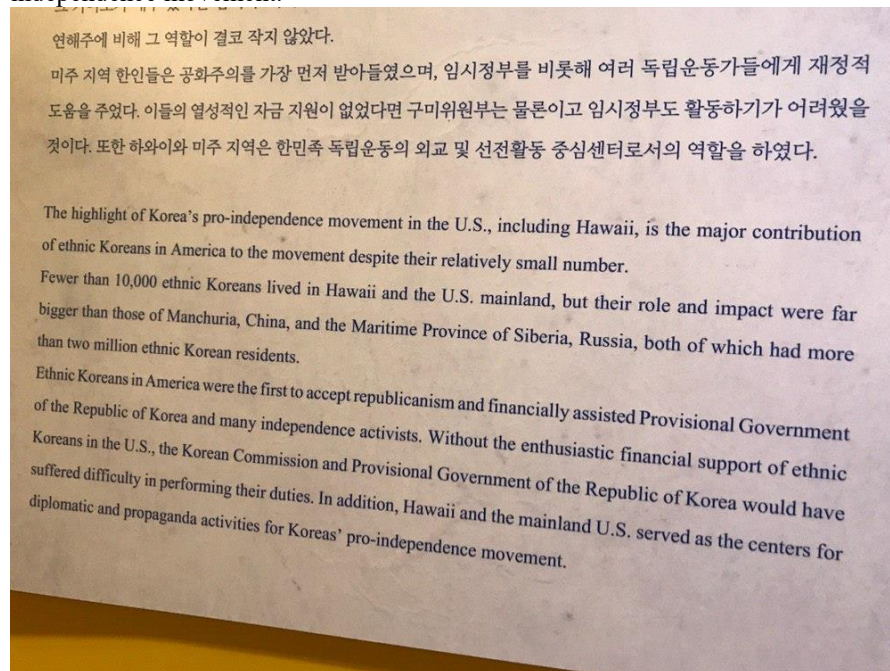 연해주에 비해 그 역할이 결코 작지 않았다.
미주 지역 한인들은 공화주의를 가장 먼저 받아들였으며, 임시정부를 비롯해 여러 독립운동가들에게 재정적
도움을 주었다. 이들의 열성적인 자금 지원이 없었다면 구미위원부는 물론이고 임시정부도 활동하기가 어려웠을
것이다. 또한 하와이와 미주 지역은 한민족 독립운동의 외교 및 선전활동 중심센터로서의 역할을 하였다.
The highlight of Korea's pro-independence movement in the U.S., including Hawaii, is the major contribution
of ethnic Koreans in America to the movement despite their relatively small number.
Fewer than 10,000 ethnic Koreans lived in Hawaii and the U.S. mainland, but their role and impact were far
bigger than those of Manchuria, China, and the Maritime Province of Siberia, Russia, both of which had more
than two million ethnic Korean residents.
Ethnic Koreans in America were the first to accept republicanism and financially assisted Provisional Government
of the Republic of Korea and many independence activists. Without the enthusiastic financial support of ethnic
Koreans in the U.S., the Korean Commission and Provisional Government of the Republic of Korea would have
suffered difficulty in performing their duties. In addition, Hawaii and the mainland U.S. served as the centers for
diplomatic and propaganda activities for Koreas' pro-independence movement.